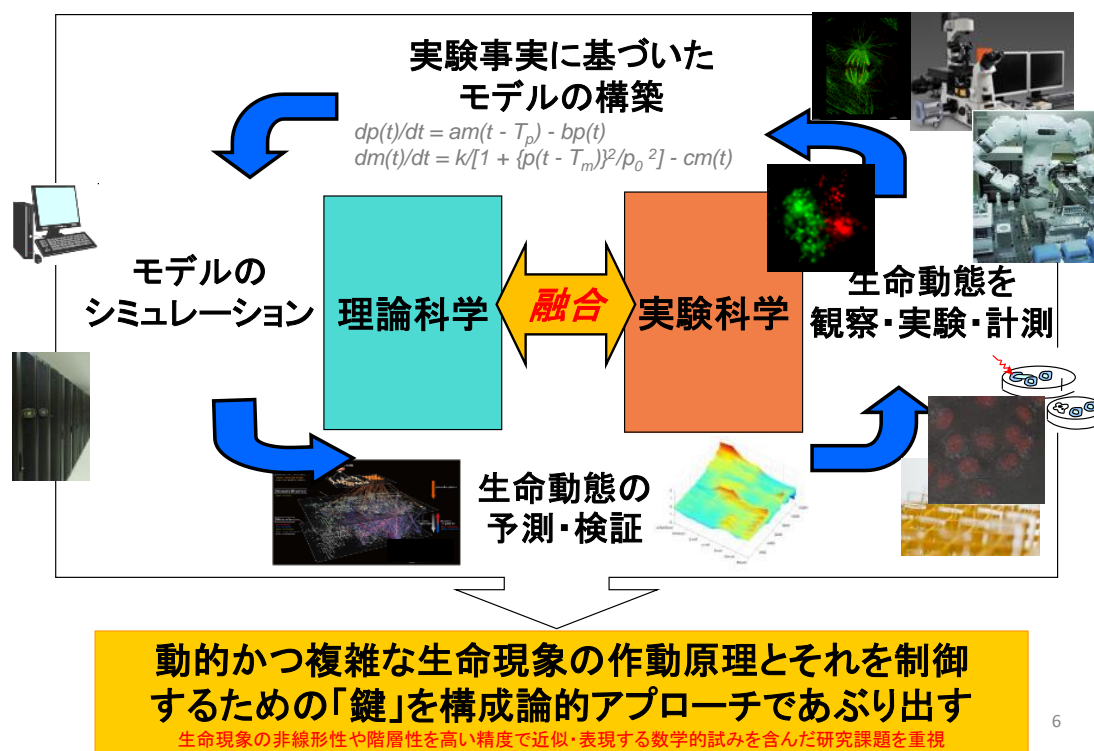 実験事実に基づいた
モデルの構築
dp(t)/dt = am(t - Tp) - bp(t)
dm(t)/dt = k/[1 + {p(t - Tm)}²/p₀ ²] - cm(t)
モデルの
シミュレーション
理論科学
融合
実験科学
生命動態を
観察・実験・計測
生命動態の
予測・検証
動的かつ複雑な生命現象の作動原理とそれを制御
するための「鍵」を構成論的アプローチであぶり出す
生命現象の非線形性や階層性を高い精度で近似・表現する数学的試みを含んだ研究課題を重視
6